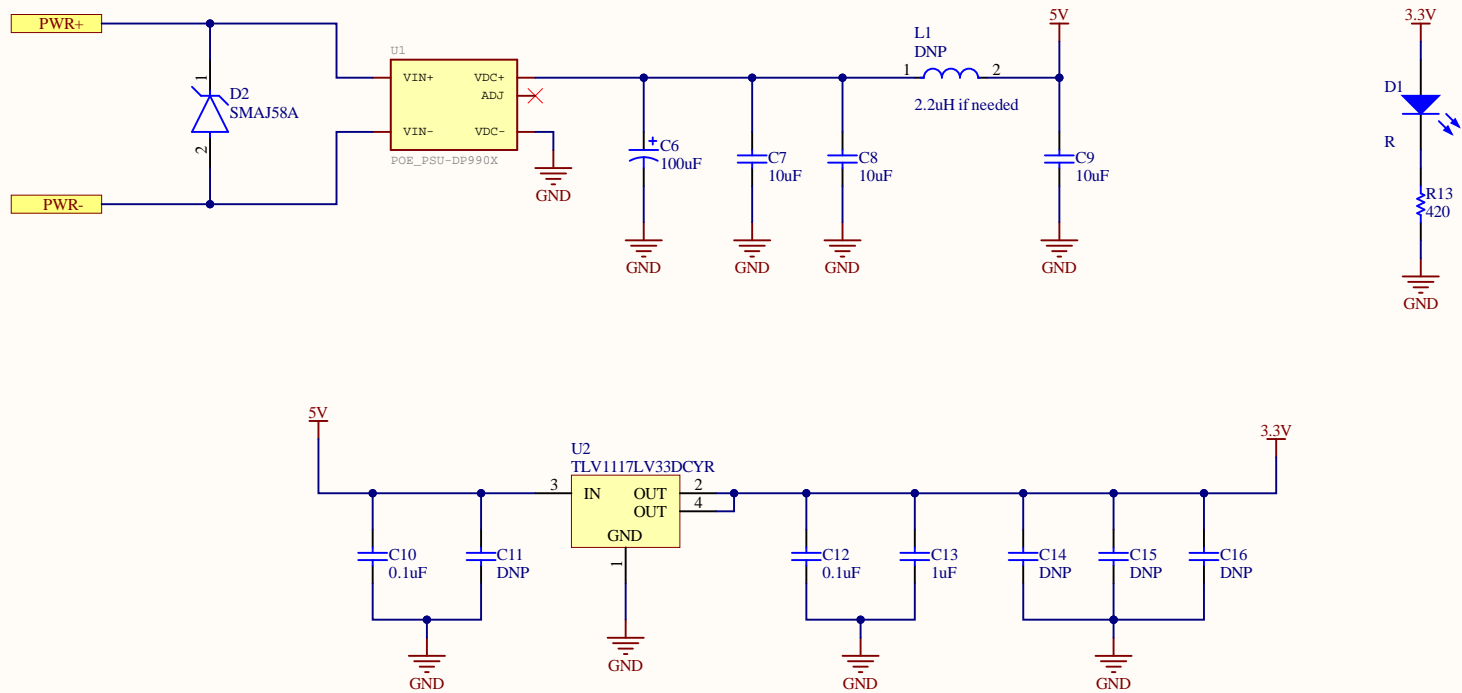 PWR+
PWR-
1
2
D2
SMAJ58A
U1
VIN+
VIN-
VDC+
ADJ
VDC-
POE_PSU-DP990X
GND
C6
100uF
GND
C7
10uF
GND
C8
10uF
GND
L1
DNP
1
2
2.2uH if needed
5V
C9
10uF
GND
3.3V
D1
R
R13
420
GND
5V
C10
0.1uF
C11
DNP
GND
U2
TLV1117LV33DCYR
3
IN
OUT
2
OUT
4
GND
1
GND
C12
0.1uF
C13
1uF
GND
C14
DNP
C15
DNP
C16
DNP
GND
3.3V